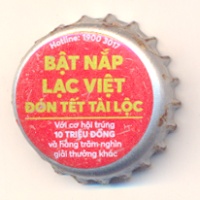 Hotline: 1900 3017
BẬT NẮP
LẠC VIỆT
ĐÓN TẾT TÀI LỘC
Với cơ hội trúng
10 TRIỆU ĐỒNG
và hàng trăm nghìn
giải thưởng khác